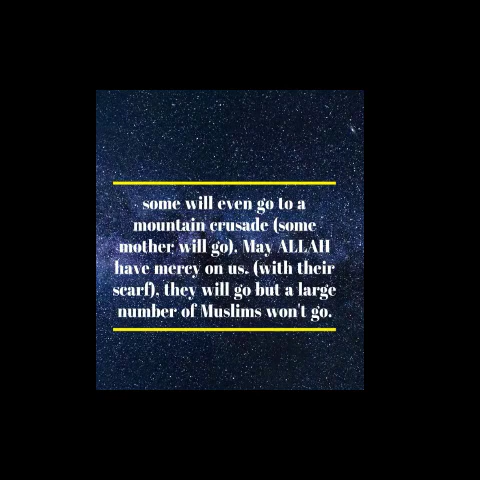 some will even go to a
mountain crusade (some
mother will go). May ALLAH
have mercy on us. (with their
scarf), they will go but a large
number of Muslims won't go.